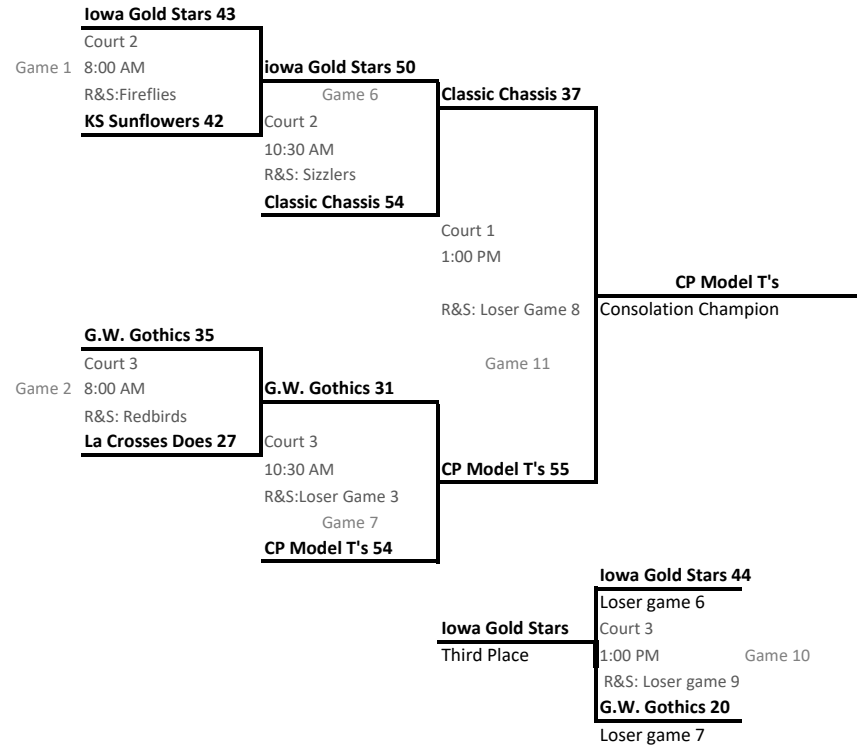 Iowa Gold Stars 43
Court 2
Game 1 8:00 AM
R&S:Fireflies
KS Sunflowers 42
iowa Gold Stars 50
Game 6
Court 2
10:30 AM
R&S: Sizzlers
Classic Chassis 54
Classic Chassis 37
Court 1
1:00 PM
R&S: Loser Game 8
Game 11
CP Model T's 55
CP Model T's
Consolation Champion
G.W. Gothics 35
Court 3
Game 2 8:00 AM
R&S: Redbirds
La Crosses Does 27
G.W. Gothics 31
Court 3
10:30 AM
R&S:Loser Game 3
Game 7
CP Model T's 54
Iowa Gold Stars 44
Loser game 6
Court 3
1:00 PM Game 10
R&S: Loser game 9
G.W. Gothics 20
Loser game 7
Iowa Gold Stars
Third Place